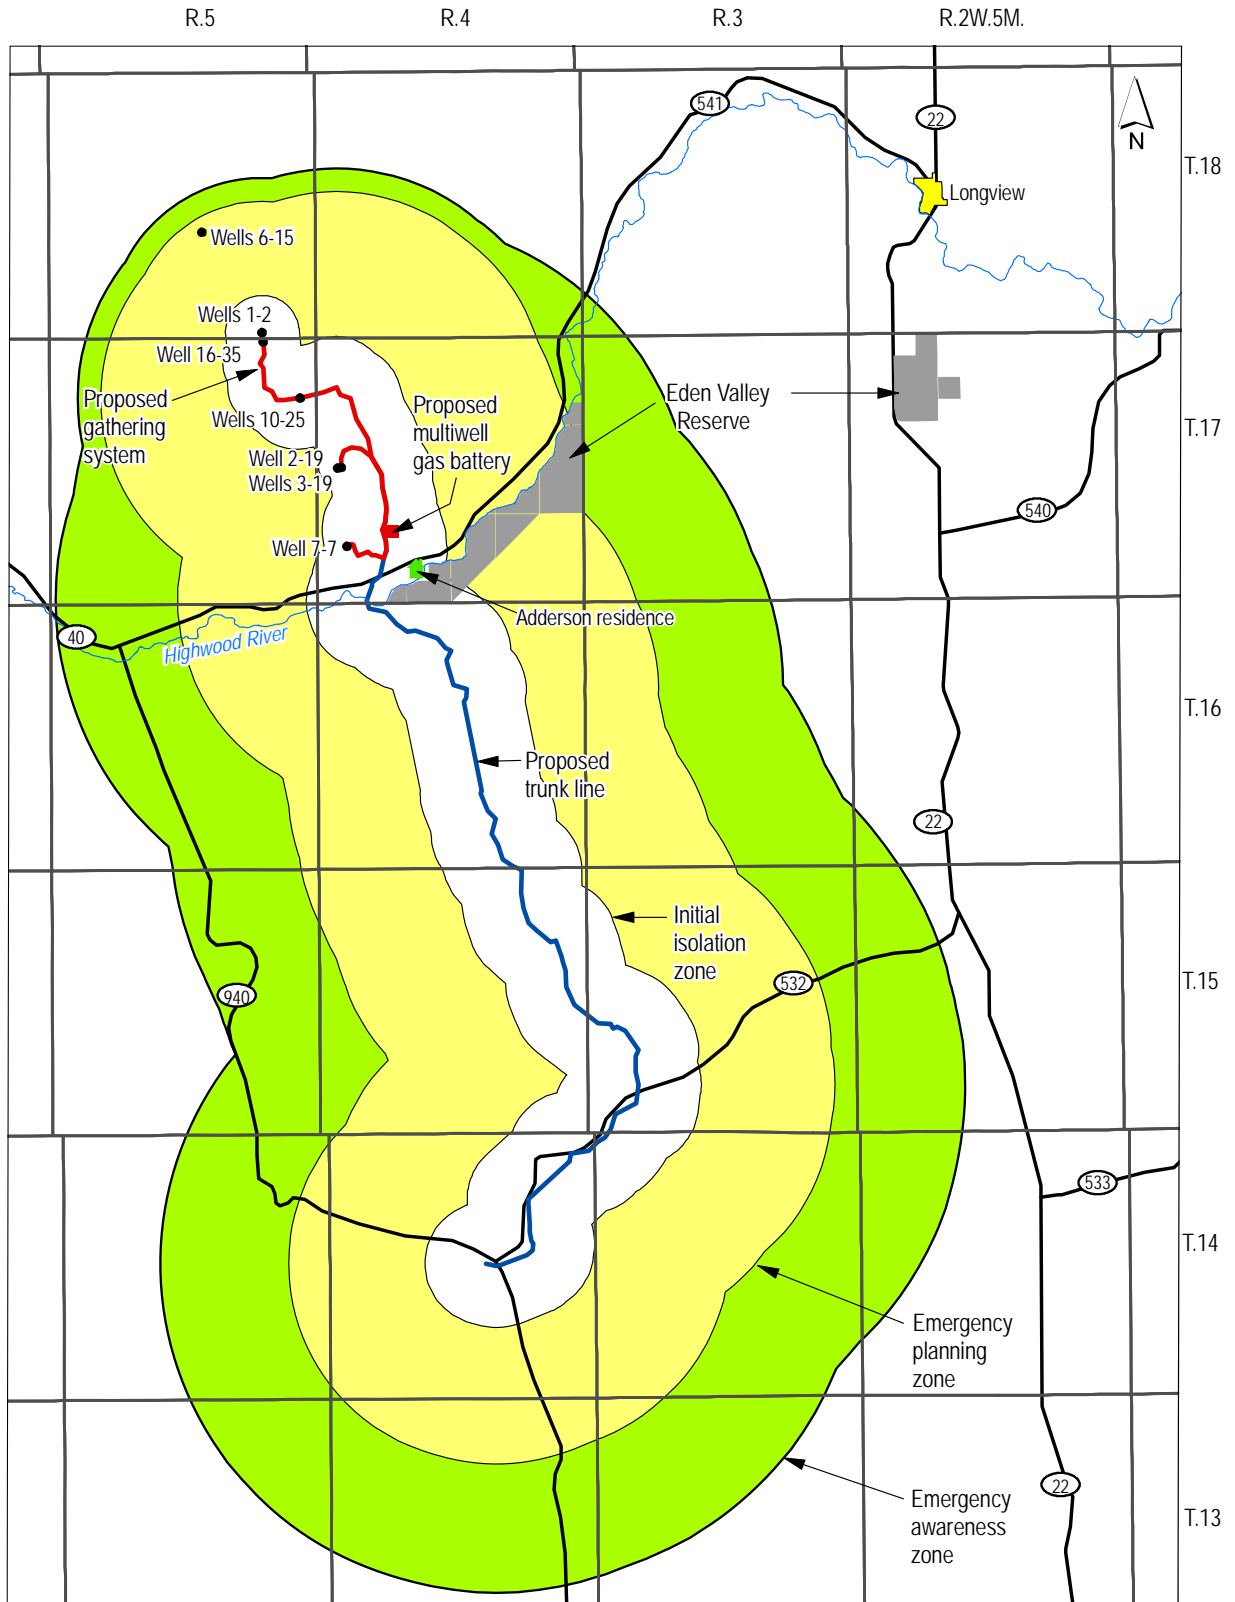 R.5
R.4
R.3
R.2W.5M.
541
22
N
T.18
Longview
Wells 6-15
Wells 1-2
Well 16-35
Proposed
gathering
system
Wells 10-25
Proposed
multiwell
gas battery
Eden Valley
Reserve
T.17
Well 2-19
Wells 3-19
540
Well 7-7
Adderson residence
40
Highwood River
T.16
Proposed
trunk line
22
Initial
isolation
zone
532
T.15
940
533
T.14
Emergency
planning
zone
22
Emergency
awareness
zone
T.13